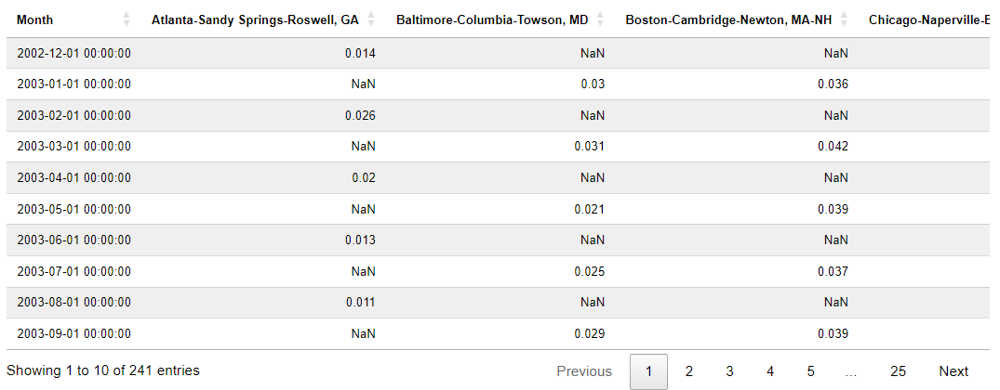 Month Atlanta-Sandy Springs-Roswell, GA Baltimore-Columbia-Towson, MD Boston-Cambridge-Newton, MA-NH Chicago-Naperville-E
2002-12-01 00:00:00 0.014 NaN NaN
2003-01-01 00:00:00 NaN 0.03 0.036
2003-02-01 00:00:00 0.026 NaN NaN
2003-03-01 00:00:00 NaN 0.031 0.042
2003-04-01 00:00:00 0.02 NaN NaN
2003-05-01 00:00:00 NaN 0.021 0.039
2003-06-01 00:00:00 0.013 NaN NaN
2003-07-01 00:00:00 NaN 0.025 0.037
2003-08-01 00:00:00 0.011 NaN NaN
2003-09-01 00:00:00 NaN 0.029 0.039
Showing 1 to 10 of 241 entries Previous 1 2 3 4 5 … 25 Next